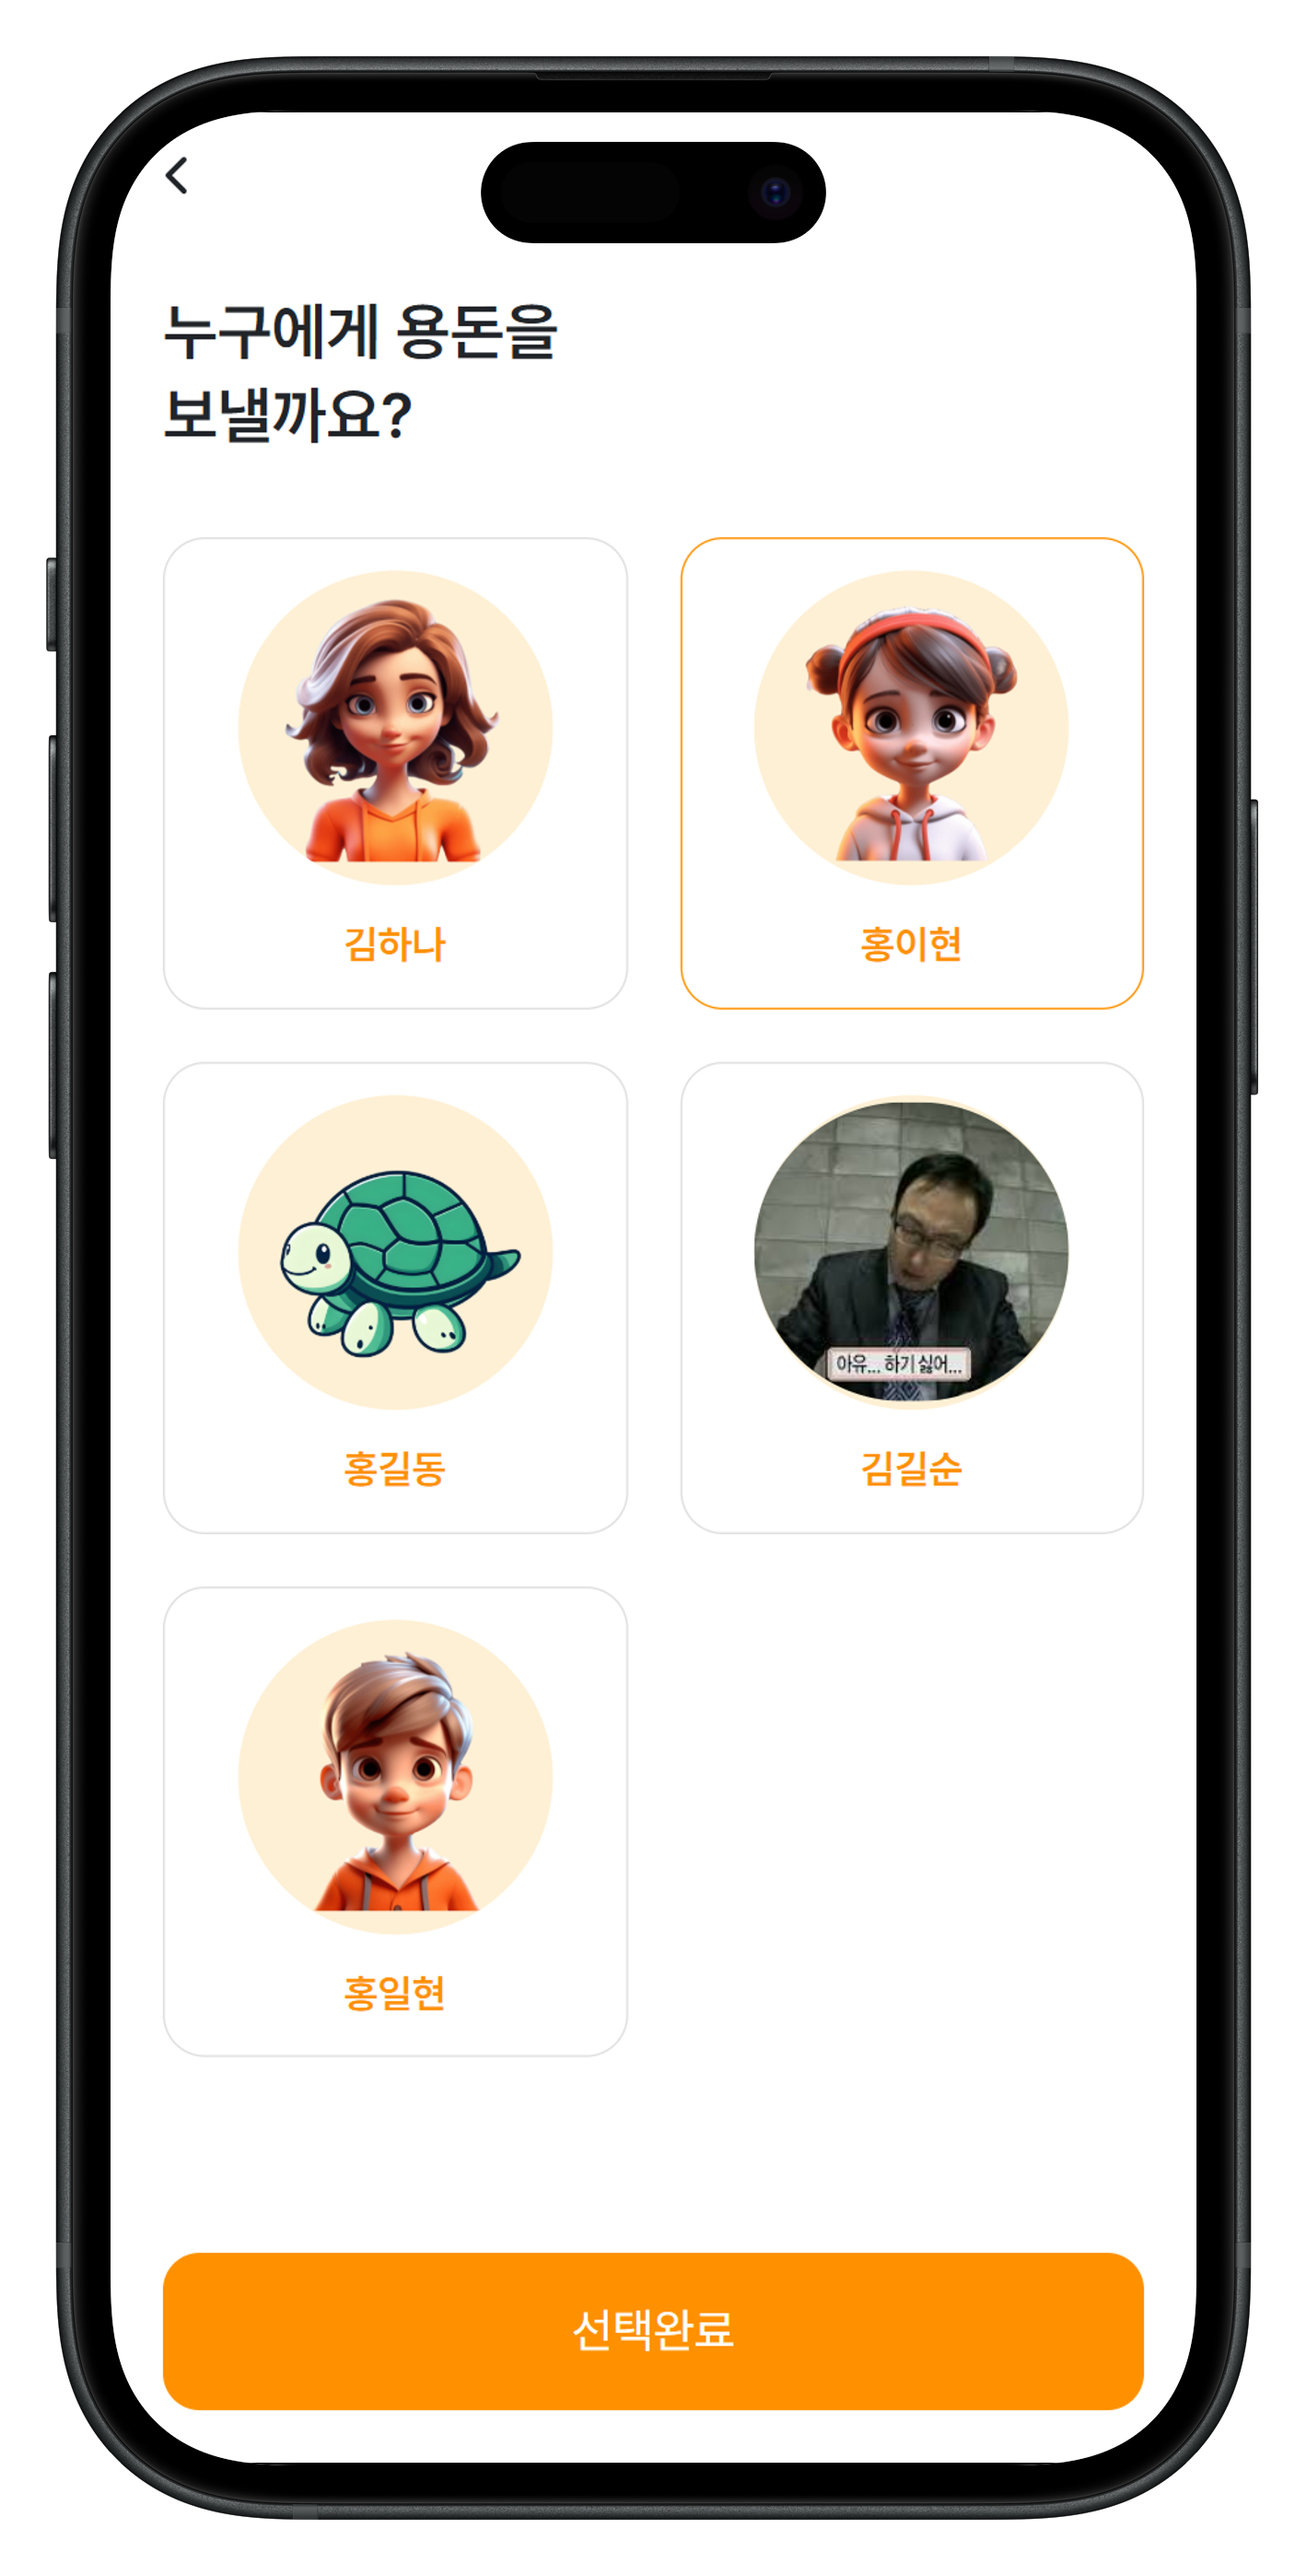 누구에게 용돈을
보낼까요?
김하나
홍이현
홍길동
아유... 하기 싫어...
김길순
홍일현
선택완료